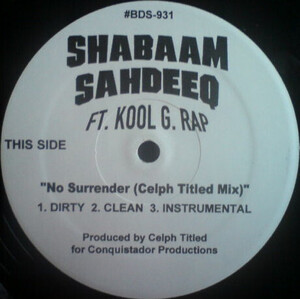 #BDS-931
SHABAAM
SAHDEEQ
FT. KOOL G. RAP
THIS SIDE
"No Surrender (Celph Titled Mix)"
1. DIRTY 2. CLEAN 3. INSTRUMENTAL
Produced by Celph Titled
for Conquistador Productions